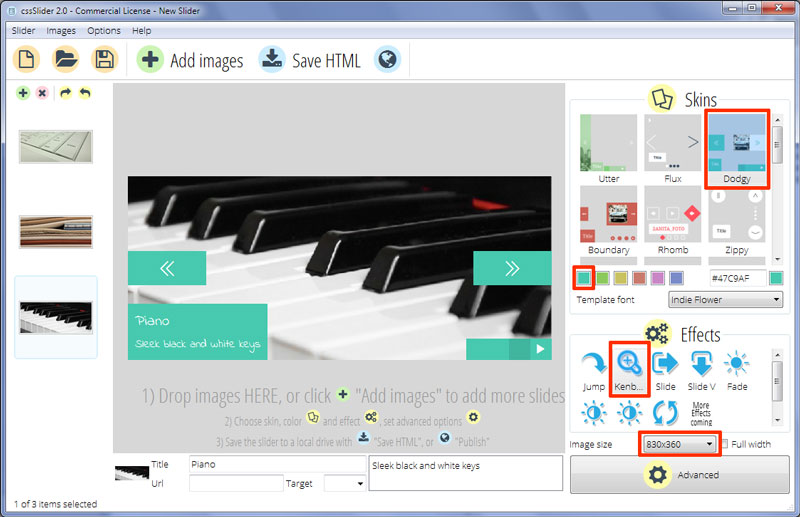 cssSlider 2.0 - Commercial License - New Slider
Slider Images Options Help
Add images Save HTML
Skins
Title
Utter Flux Dodgy
Title
SANITA, FOTO
Title
Boundary Rhomb Zippy
#47C9AF
Template font Indie Flower
Piano
Sleek black and white keys
Effects
Jump Kenb... Slide Slide V Fade
More
Effects
coming
1) Drop images HERE, or click "Add images" to add more slides
2) Choose skin, color and effect , set advanced options
3) Save the slider to a local drive with "Save HTML", or "Publish"
Image size 830x360 Full width
Title Piano Sleek black and white keys
Url Target
Advanced
1 of 3 items selected